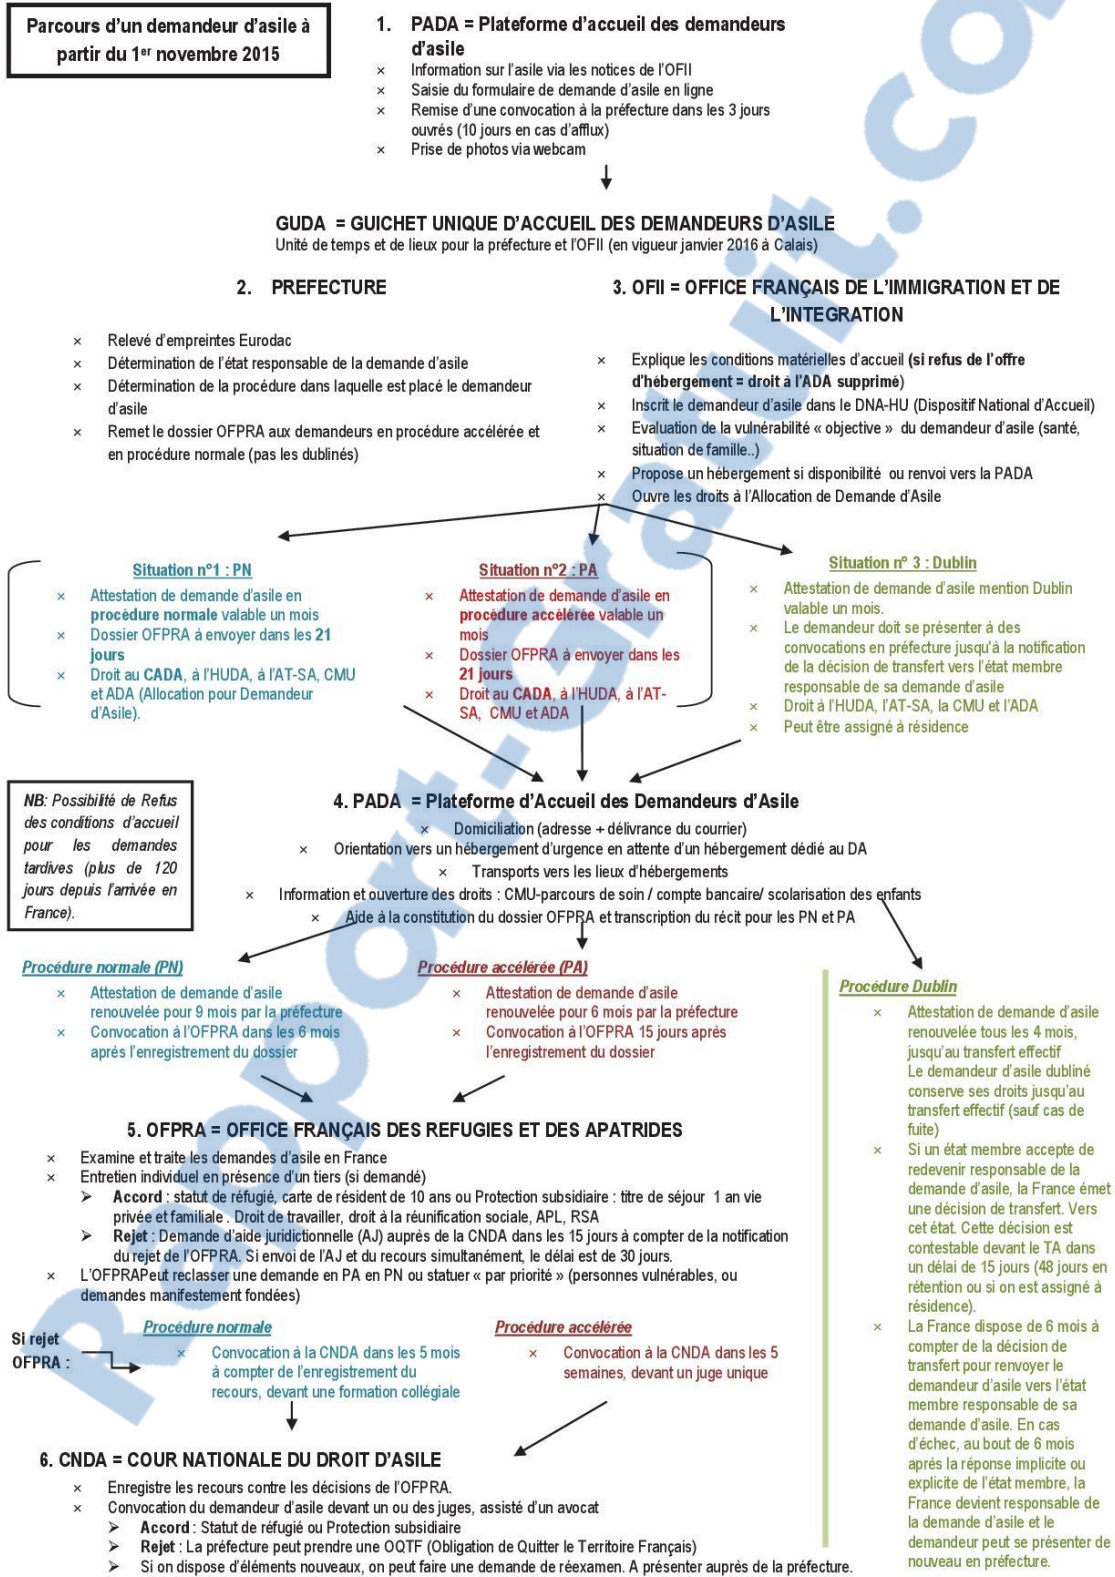 Parcours d'un demandeur d'asile à
partir du 1er novembre 2015
1. PADA = Plateforme d'accueil des demandeurs
d'asile
× Information sur l'asile via les notices de l'OFII
× Saisie du formulaire de demande d'asile en ligne
× Remise d'une convocation à la préfecture dans les 3 jours
ouvrés (10 jours en cas d'afflux)
× Prise de photos via webcam
GUDA = GUICHET UNIQUE D'ACCUEIL DES DEMANDEURS D'ASILE
Unité de temps et de lieux pour la préfecture et l'OFII (en vigueur janvier 2016 à Calais)
2. PREFECTURE
× Relevé d'empreintes Eurodac
× Détermination de l'état responsable de la demande d'asile
× Détermination de la procédure dans laquelle est placé le demandeur
d'asile
× Remet le dossier OFPRA aux demandeurs en procédure accélérée et
en procédure normale (pas les dublinés)
3. OFII = OFFICE FRANÇAIS DE L'IMMIGRATION ET DE
L'INTEGRATION
× Explique les conditions matérielles d'accueil (si refus de l'offre
d'hébergement = droit à l'ADA supprimé)
× Inscrit le demandeur d'asile dans le DNA-HU (Dispositif National d'Accueil)
× Evaluation de la vulnérabilité « objective » du demandeur d'asile (santé,
situation de famille..)
× Propose un hébergement si disponibilité ou renvoi vers la PADA
× Ouvre les droits à l'Allocation de Demande d'Asile
Situation n°1 : PN
× Attestation de demande d'asile en
procédure normale valable un mois
× Dossier OFPRA à envoyer dans les 21
jours
× Droit au CADA, à l'HUDA, à l'AT-SA, CMU
et ADA (Allocation pour Demandeur
d'Asile).
Situation n°2 : PA
× Attestation de demande d'asile en
procédure accélérée valable un
mois
× Dossier OFPRA à envoyer dans les
21 jours
× Droit au CADA, à l'HUDA, à l'AT-
SA, CMU et ADA
Situation n° 3 : Dublin
× Attestation de demande d'asile mention Dublin
valable un mois.
× Le demandeur doit se présenter à des
convocations en préfecture jusqu'à la notification
de la décision de transfert vers l'état membre
responsable de sa demande d'asile
× Droit à l'HUDA, l'AT-SA, la CMU et l'ADA
× Peut être assigné à résidence
NB: Possibilité de Refus
des conditions d'accueil
pour les demandes
tardives (plus de 120
jours depuis l'arrivée en
France).
4. PADA = Plateforme d'Accueil des Demandeurs d'Asile
× Domiciliation (adresse + délivrance du courrier)
× Orientation vers un hébergement d'urgence en attente d'un hébergement dédié au DA
× Transports vers les lieux d'hébergements
× Information et ouverture des droits : CMU-parcours de soin / compte bancaire/ scolarisation des enfants
× Aide à la constitution du dossier OFPRA et transcription du récit pour les PN et PA
Procédure normale (PN)
× Attestation de demande d'asile
renouvelée pour 9 mois par la préfecture
× Convocation à l'OFPRA dans les 6 mois
après l'enregistrement du dossier
Procédure accélérée (PA)
× Attestation de demande d'asile
renouvelée pour 6 mois par la préfecture
× Convocation à l'OFPRA 15 jours après
l'enregistrement du dossier
Procédure Dublin
× Attestation de demande d'asile
renouvelée tous les 4 mois,
jusqu'au transfert effectif
Le demandeur d'asile dubliné
conserve ses droits jusqu'au
transfert effectif (sauf cas de
fuite)
× Si un état membre accepte de
redevenir responsable de la
demande d'asile, la France émet
une décision de transfert. Vers
cet état. Cette décision est
contestable devant le TA dans
un délai de 15 jours (48 jours en
rétention ou si on est assigné à
résidence).
× La France dispose de 6 mois à
compter de la décision de
transfert pour renvoyer le
demandeur d'asile vers l'état
membre responsable de sa
demande d'asile. En cas
d'échec, au bout de 6 mois
après la réponse implicite ou
explicite de l'état membre, la
France devient responsable de
la demande d'asile et le
demandeur peut se présenter de
nouveau en préfecture.
5. OFPRA = OFFICE FRANÇAIS DES REFUGIES ET DES APATRIDES
× Examine et traite les demandes d'asile en France
× Entretien individuel en présence d'un tiers (si demandé)
➢ Accord : statut de réfugié, carte de résident de 10 ans ou Protection subsidiaire : titre de séjour 1 an vie
privée et familiale . Droit de travailler, droit à la réunification sociale, APL, RSA
➢ Rejet : Demande d'aide juridictionnelle (AJ) auprès de la CNDA dans les 15 jours à compter de la notification
du rejet de l'OFPRA. Si envoi de l'AJ et du recours simultanément, le délai est de 30 jours.
× L'OFPRAPeut reclasser une demande en PA en PN ou statuer « par priorité » (personnes vulnérables, ou
demandes manifestement fondées)
Si rejet
OFPRA :
Procédure normale
× Convocation à la CNDA dans les 5 mois
à compter de l'enregistrement du
recours, devant une formation collégiale
Procédure accélérée
× Convocation à la CNDA dans les 5
semaines, devant un juge unique
6. CNDA = COUR NATIONALE DU DROIT D'ASILE
× Enregistre les recours contre les décisions de l'OFPRA.
× Convocation du demandeur d'asile devant un ou des juges, assisté d'un avocat
➢ Accord : Statut de réfugié ou Protection subsidiaire
➢ Rejet : La préfecture peut prendre une OQTF (Obligation de Quitter le Territoire Français)
➢ Si on dispose d'éléments nouveaux, on peut faire une demande de réexamen. A présenter auprès de la préfecture.
Rapport-Gratuit.co